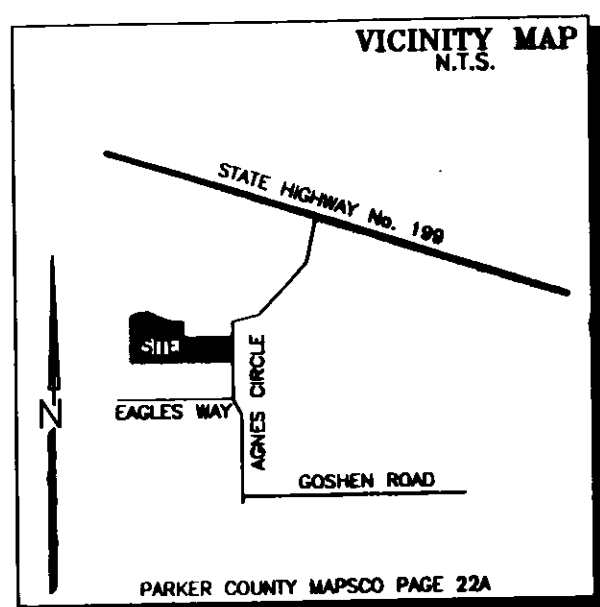 VICINITY MAP
N.T.S.
STATE HIGHWAY No. 199
SITE
AGNES CIRCLE
EAGLES WAY
N
GOSHEN ROAD
PARKER COUNTY MAPSCO PAGE 22A